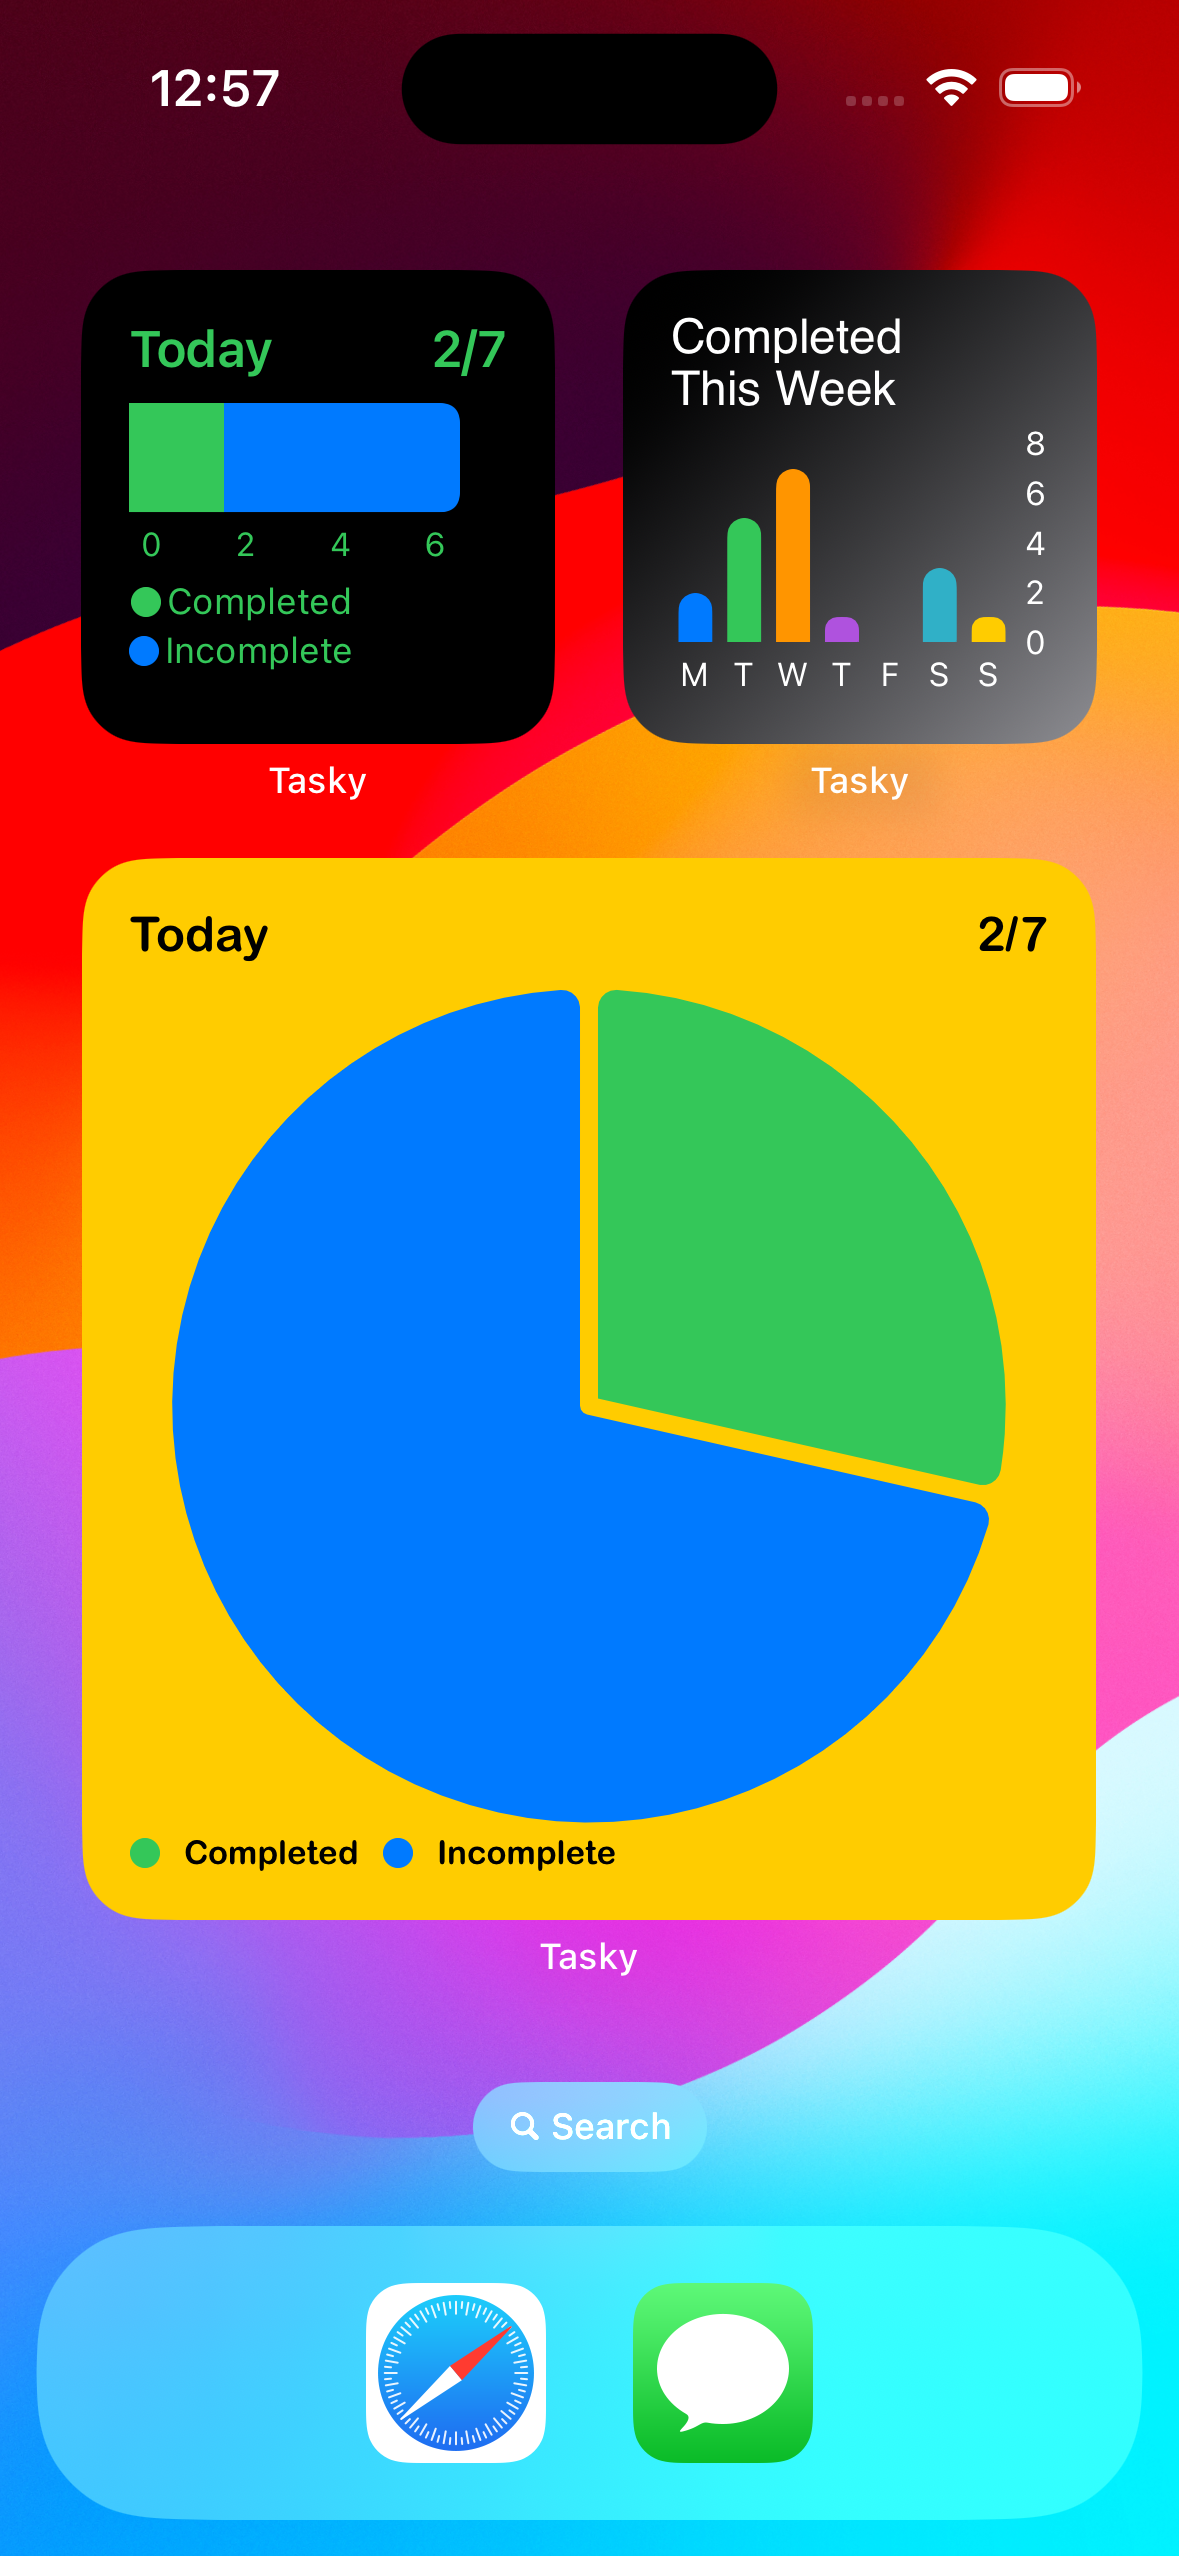 12:57
Today 2/7
0 2 4 6
Completed
Incomplete
Tasky
Completed
This Week
8
6
4
2
0
M T W T F S S
Tasky
Today 2/7
Completed Incomplete
Tasky
Search